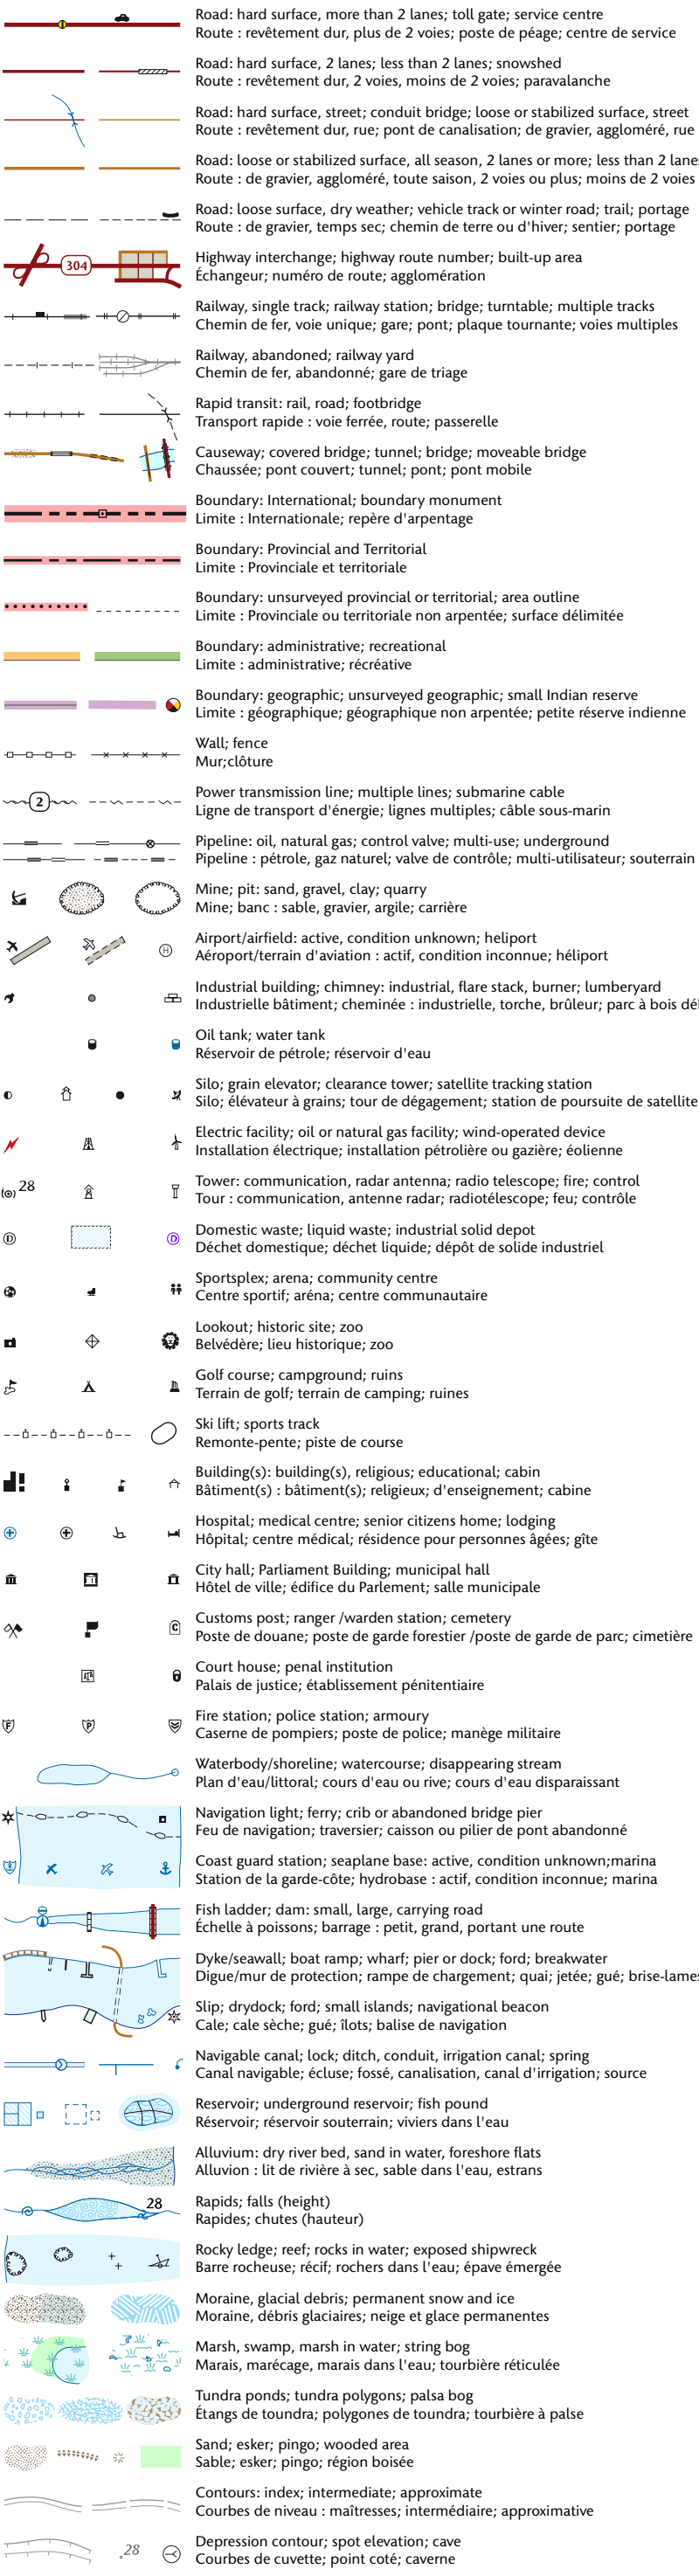 Road: hard surface, more than 2 lanes; toll gate; service centre
Route : revêtement dur, plus de 2 voies; poste de péage; centre de service
Road: hard surface, 2 lanes; less than 2 lanes; snowshed
Route : revêtement dur, 2 voies, moins de 2 voies; paravalanche
Road: hard surface, street; conduit bridge; loose or stabilized surface, street
Route : revêtement dur, rue; pont de canalisation; de gravier, aggloméré, rue
Road: loose or stabilized surface, all season, 2 lanes or more; less than 2 lane
Route : de gravier, aggloméré, toute saison, 2 voies ou plus; moins de 2 voies
Road: loose surface, dry weather; vehicle track or winter road; trail; portage
Route : de gravier, temps sec; chemin de terre ou d'hiver; sentier; portage
304
Highway interchange; highway route number; built-up area
Échangeur; numéro de route; agglomération
Railway, single track; railway station; bridge; turntable; multiple tracks
Chemin de fer, voie unique; gare; pont; plaque tournante; voies multiples
Railway, abandoned; railway yard
Chemin de fer, abandonné; gare de triage
Rapid transit: rail, road; footbridge
Transport rapide : voie ferrée, route; passerelle
Causeway; covered bridge; tunnel; bridge; moveable bridge
Chaussée; pont couvert; tunnel; pont; pont mobile
Boundary: International; boundary monument
Limite : Internationale; repère d'arpentage
Boundary: Provincial and Territorial
Limite : Provinciale et territoriale
Boundary: unsurveyed provincial or territorial; area outline
Limite : Provinciale ou territoriale non arpentée; surface délimitée
Boundary: administrative; recreational
Limite : administrative; récréative
Boundary: geographic; unsurveyed geographic; small Indian reserve
Limite : géographique; géographique non arpentée; petite réserve indienne
Wall; fence
Mur;clôture
2
Power transmission line; multiple lines; submarine cable
Ligne de transport d'énergie; lignes multiples; câble sous-marin
Pipeline: oil, natural gas; control valve; multi-use; underground
Pipeline : pétrole, gaz naturel; valve de contrôle; multi-utilisateur; souterrain
Mine; pit: sand, gravel, clay; quarry
Mine; banc : sable, gravier, argile; carrière
H
Airport/airfield: active, condition unknown; heliport
Aéroport/terrain d'aviation : actif, condition inconnue; héliport
Industrial building; chimney: industrial, flare stack, burner; lumberyard
Industrielle bâtiment; cheminée : industrielle, torche, brûleur; parc à bois dé
Oil tank; water tank
Réservoir de pétrole; réservoir d'eau
Silo; grain elevator; clearance tower; satellite tracking station
Silo; élévateur à grains; tour de dégagement; station de poursuite de satellite
Electric facility; oil or natural gas facility; wind-operated device
Installation électrique; installation pétrolière ou gazière; éolienne
28
Tower: communication, radar antenna; radio telescope; fire; control
Tour : communication, antenne radar; radiotélescope; feu; contrôle
D D
Domestic waste; liquid waste; industrial solid depot
Déchet domestique; déchet liquide; dépôt de solide industriel
Sportsplex; arena; community centre
Centre sportif; aréna; centre communautaire
Lookout; historic site; zoo
Belvédère; lieu historique; zoo
Golf course; campground; ruins
Terrain de golf; terrain de camping; ruines
Ski lift; sports track
Remonte-pente; piste de course
Building(s): building(s), religious; educational; cabin
Bâtiment(s) : bâtiment(s); religieux; d'enseignement; cabine
Hospital; medical centre; senior citizens home; lodging
Hôpital; centre médical; résidence pour personnes âgées; gîte
City hall; Parliament Building; municipal hall
Hôtel de ville; édifice du Parlement; salle municipale
C
Customs post; ranger /warden station; cemetery
Poste de douane; poste de garde forestier /poste de garde de parc; cimetière
Court house; penal institution
Palais de justice; établissement pénitentiaire
F P
Fire station; police station; armoury
Caserne de pompiers; poste de police; manège militaire
Waterbody/shoreline; watercourse; disappearing stream
Plan d'eau/littoral; cours d'eau ou rive; cours d'eau disparaissant
Navigation light; ferry; crib or abandoned bridge pier
Feu de navigation; traversier; caisson ou pilier de pont abandonné
Coast guard station; seaplane base: active, condition unknown;marina
Station de la garde-côte; hydrobase : actif, condition inconnue; marina
Fish ladder; dam: small, large, carrying road
Échelle à poissons; barrage : petit, grand, portant une route
Dyke/seawall; boat ramp; wharf; pier or dock; ford; breakwater
Digue/mur de protection; rampe de chargement; quai; jetée; gué; brise-lames
Slip; drydock; ford; small islands; navigational beacon
Cale; cale sèche; gué; îlots; balise de navigation
Navigable canal; lock; ditch, conduit, irrigation canal; spring
Canal navigable; écluse; fossé, canalisation, canal d'irrigation; source
Reservoir; underground reservoir; fish pound
Réservoir; réservoir souterrain; viviers dans l'eau
Alluvium: dry river bed, sand in water, foreshore flats
Alluvion : lit de rivière à sec, sable dans l'eau, estrans
28
Rapids; falls (height)
Rapides; chutes (hauteur)
Rocky ledge; reef; rocks in water; exposed shipwreck
Barre rocheuse; récif; rochers dans l'eau; épave émergée
Moraine, glacial debris; permanent snow and ice
Moraine, débris glaciaires; neige et glace permanentes
Marsh, swamp, marsh in water; string bog
Marais, marécage, marais dans l'eau; tourbière réticulée
Tundra ponds; tundra polygons; palsa bog
Étangs de toundra; polygones de toundra; tourbière à palse
Sand; esker; pingo; wooded area
Sable; esker; pingo; région boisée
Contours: index; intermediate; approximate
Courbes de niveau : maîtresses; intermédiaire; approximative
28
Depression contour; spot elevation; cave
Courbes de cuvette; point coté; caverne